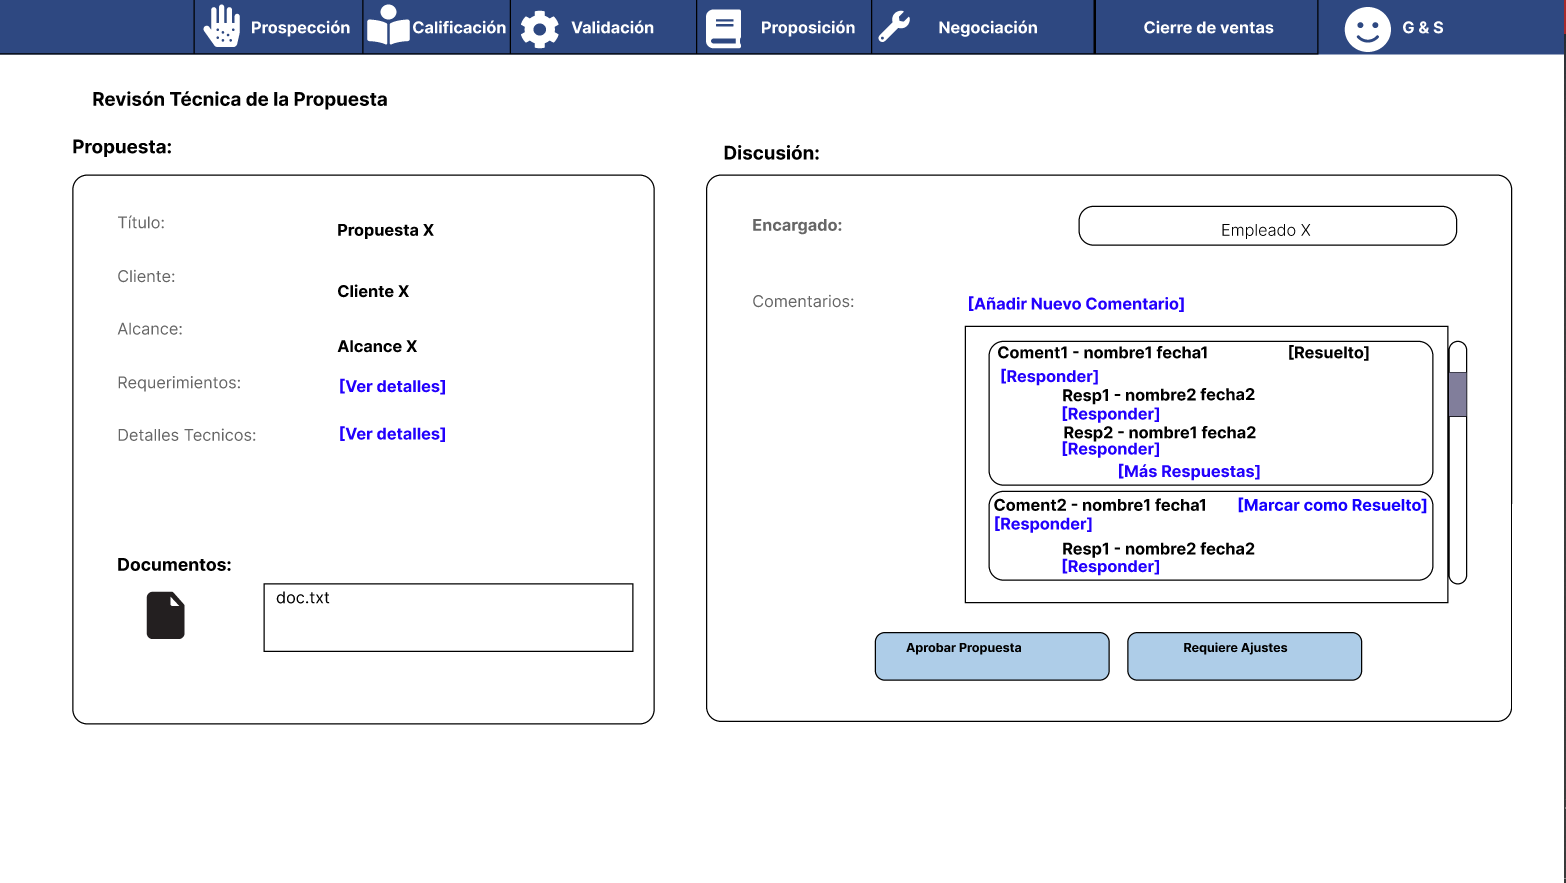 Prospección
Calificación
Validación
Proposición
Negociación
Cierre de ventas
G & S
Revisón Técnica de la Propuesta
Propuesta:
Título:
Propuesta X
Cliente:
Cliente X
Alcance:
Alcance X
Requerimientos:
[Ver detalles]
Detalles Tecnicos:
[Ver detalles]
Documentos:
doc.txt
Discusión:
Encargado:
Empleado X
Comentarios:
[Añadir Nuevo Comentario]
Coment1 - nombre1 fecha1 [Resuelto]
[Responder]
Resp1 - nombre2 fecha2
[Responder]
Resp2 - nombre1 fecha2
[Responder]
[Más Respuestas]
Coment2 - nombre1 fecha1 [Marcar como Resuelto]
[Responder]
Resp1 - nombre2 fecha2
[Responder]
Aprobar Propuesta
Requiere Ajustes